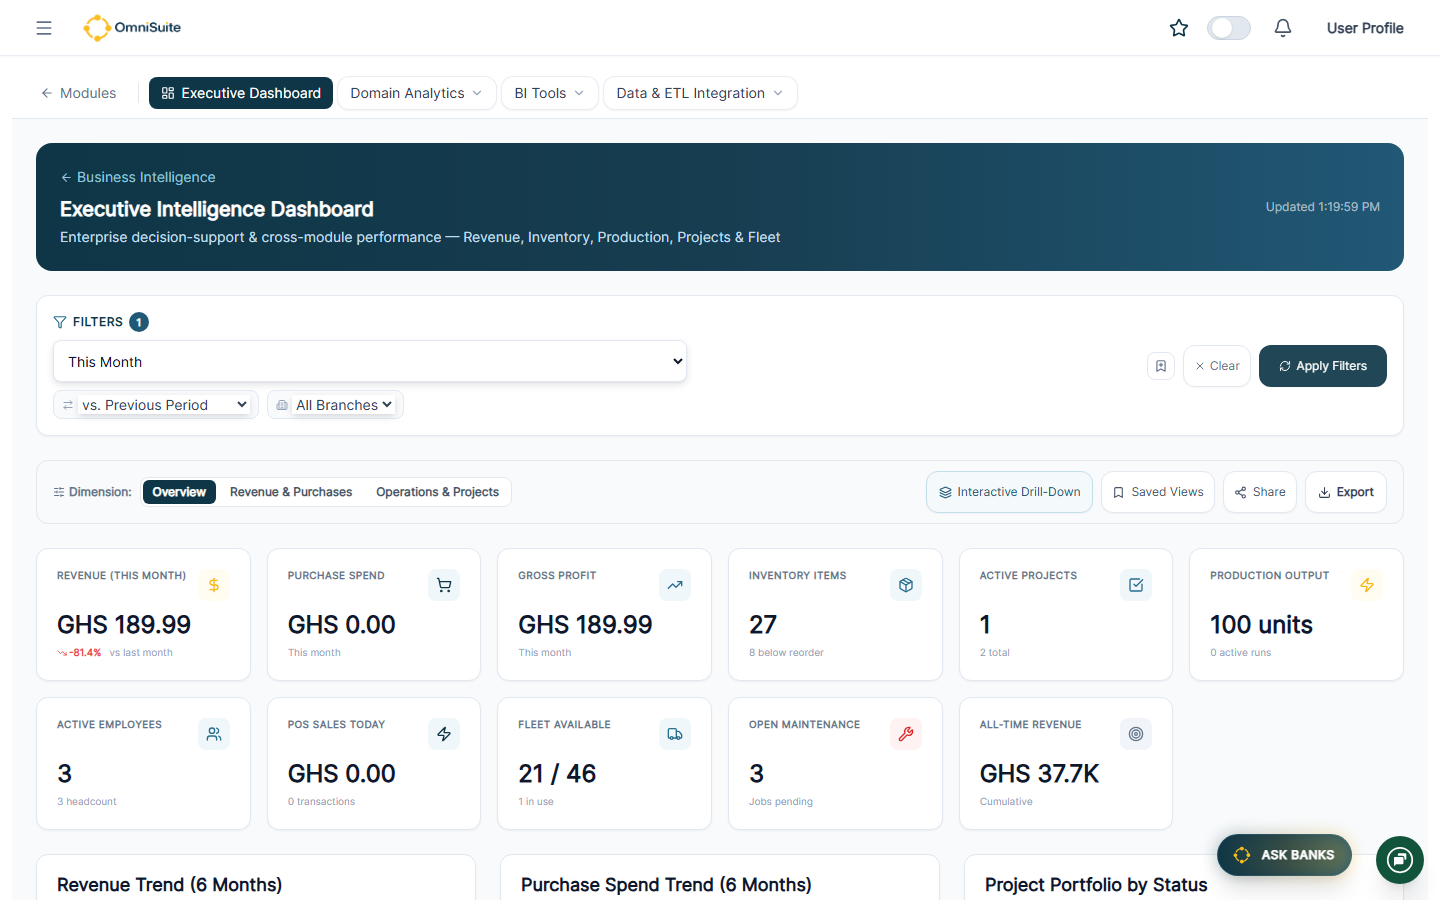 OmniSuite
User Profile
Modules
Executive Dashboard
Domain Analytics
BI Tools
Data & ETL Integration
Business Intelligence
Executive Intelligence Dashboard
Enterprise decision-support & cross-module performance — Revenue, Inventory, Production, Projects & Fleet
Updated 1:19:59 PM
FILTERS 1
This Month
Clear
Apply Filters
vs. Previous Period
All Branches
Dimension:
Overview
Revenue & Purchases
Operations & Projects
Interactive Drill-Down
Saved Views
Share
Export
REVENUE (THIS MONTH)
GHS 189.99
-81.4% vs last month
PURCHASE SPEND
GHS 0.00
This month
GROSS PROFIT
GHS 189.99
This month
INVENTORY ITEMS
27
8 below reorder
ACTIVE PROJECTS
1
2 total
PRODUCTION OUTPUT
100 units
0 active runs
ACTIVE EMPLOYEES
3
3 headcount
POS SALES TODAY
GHS 0.00
0 transactions
FLEET AVAILABLE
21 / 46
1 in use
OPEN MAINTENANCE
3
Jobs pending
ALL-TIME REVENUE
GHS 37.7K
Cumulative
ASK BANKS
Revenue Trend (6 Months)
Purchase Spend Trend (6 Months)
Project Portfolio by Status